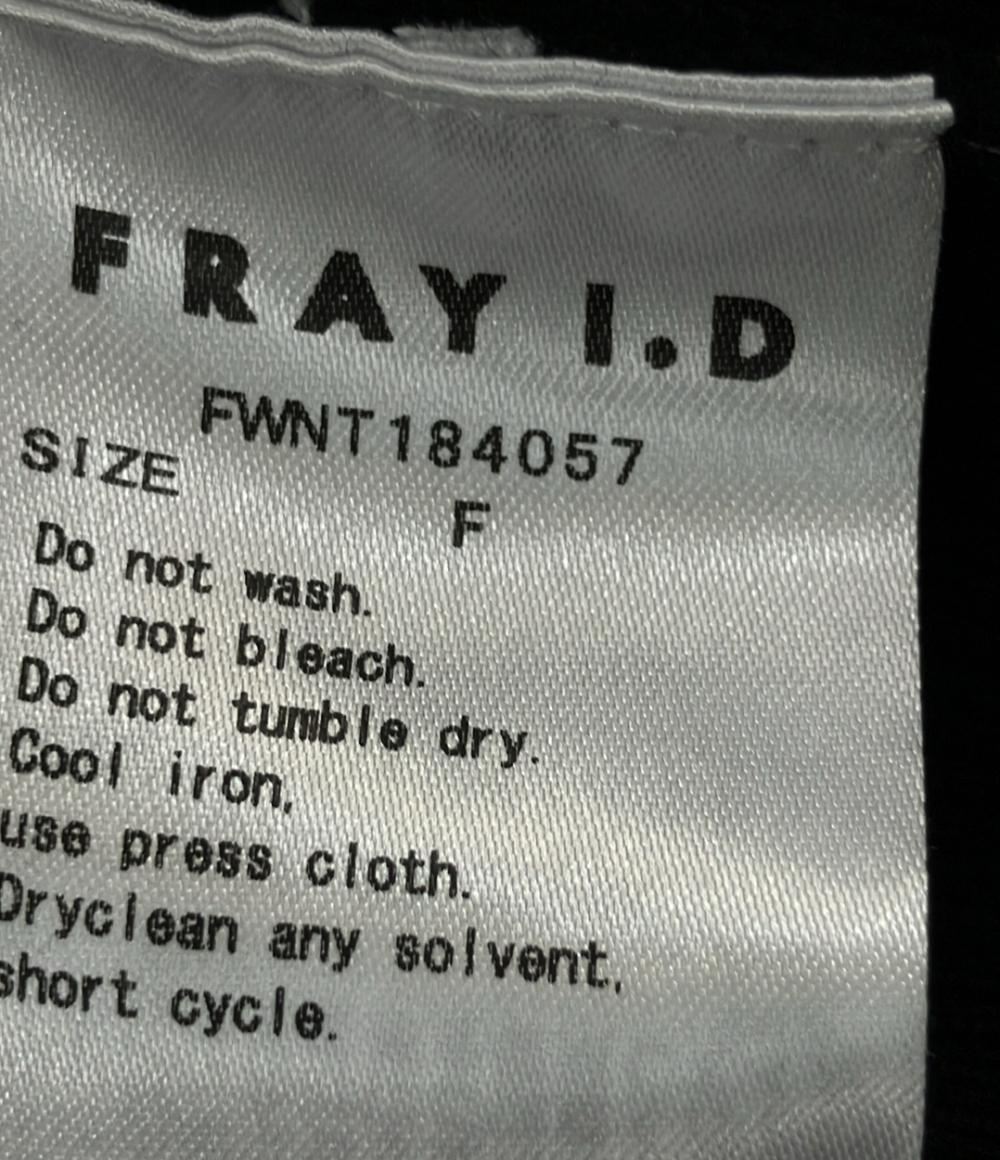 FRAY I.D
FWNT184057
SIZE F
Do not wash.
Do not bleach.
Do not tumble dry.
Cool iron,
use press cloth.
Dryclean any solvent,
short cycle.